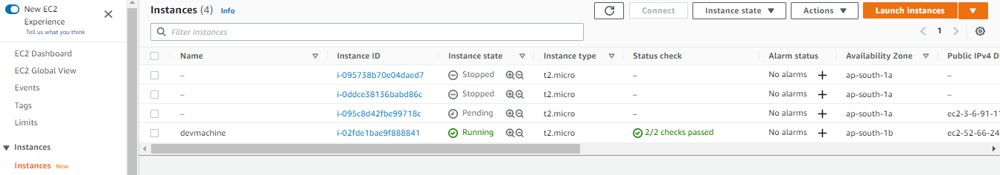 New EC2
Experience
Tell us what you think
EC2 Dashboard
EC2 Global View
Events
Tags
Limits
Instances
Instances New
Instances (4) Info
Connect Instance state Actions Launch instances
Filter instances
1
Name Instance ID Instance state Instance type Status check Alarm status Availability Zone Public IPv4 D
– i-095738b70e04daed7 Stopped t2.micro – No alarms + ap-south-1a –
– i-0ddce38136babd86c Stopped t2.micro – No alarms + ap-south-1a –
– i-095c8d42fbe99718c Pending t2.micro – No alarms + ap-south-1a ec2-3-6-91-11
devmachine i-02fde1bae9f888841 Running t2.micro 2/2 checks passed No alarms + ap-south-1b ec2-52-66-24